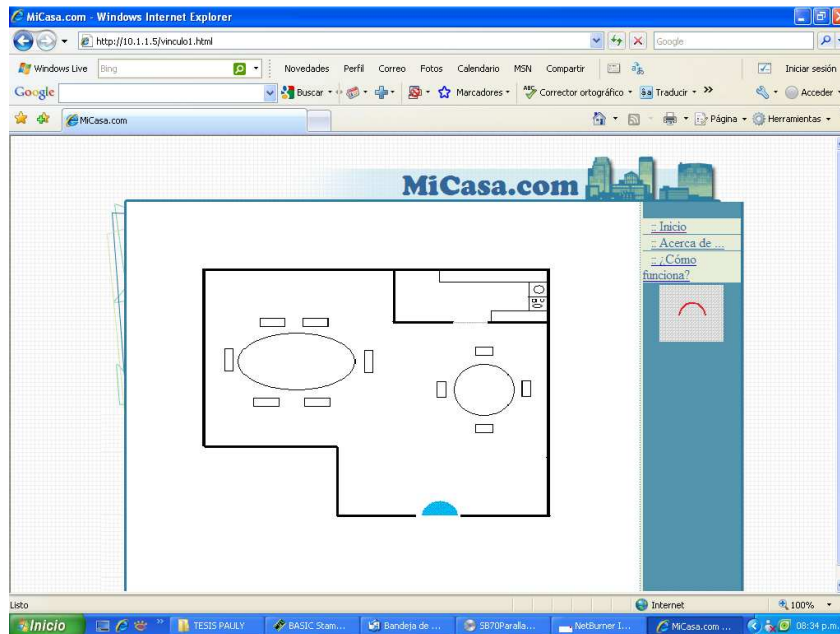 MiCasa.com - Windows Internet Explorer
http://10.1.1.5/vinculo1.html
Google
Windows Live Bing Novedades Perfil Correo Fotos Calendario MSN Compartir Iniciar sesión
Google Buscar Marcadores Corrector ortográfico Traducir Acceder
MiCasa.com Página Herramientas
MiCasa.com
:: Inicio
:: Acerca de ...
:: ¿Cómo
funciona?
Listo Internet 100%
Inicio TESIS PAULY BASIC Stam... Bandeja de ... SB70Paralla... NetBurner I... MiCasa.com ... 08:34 p.m.